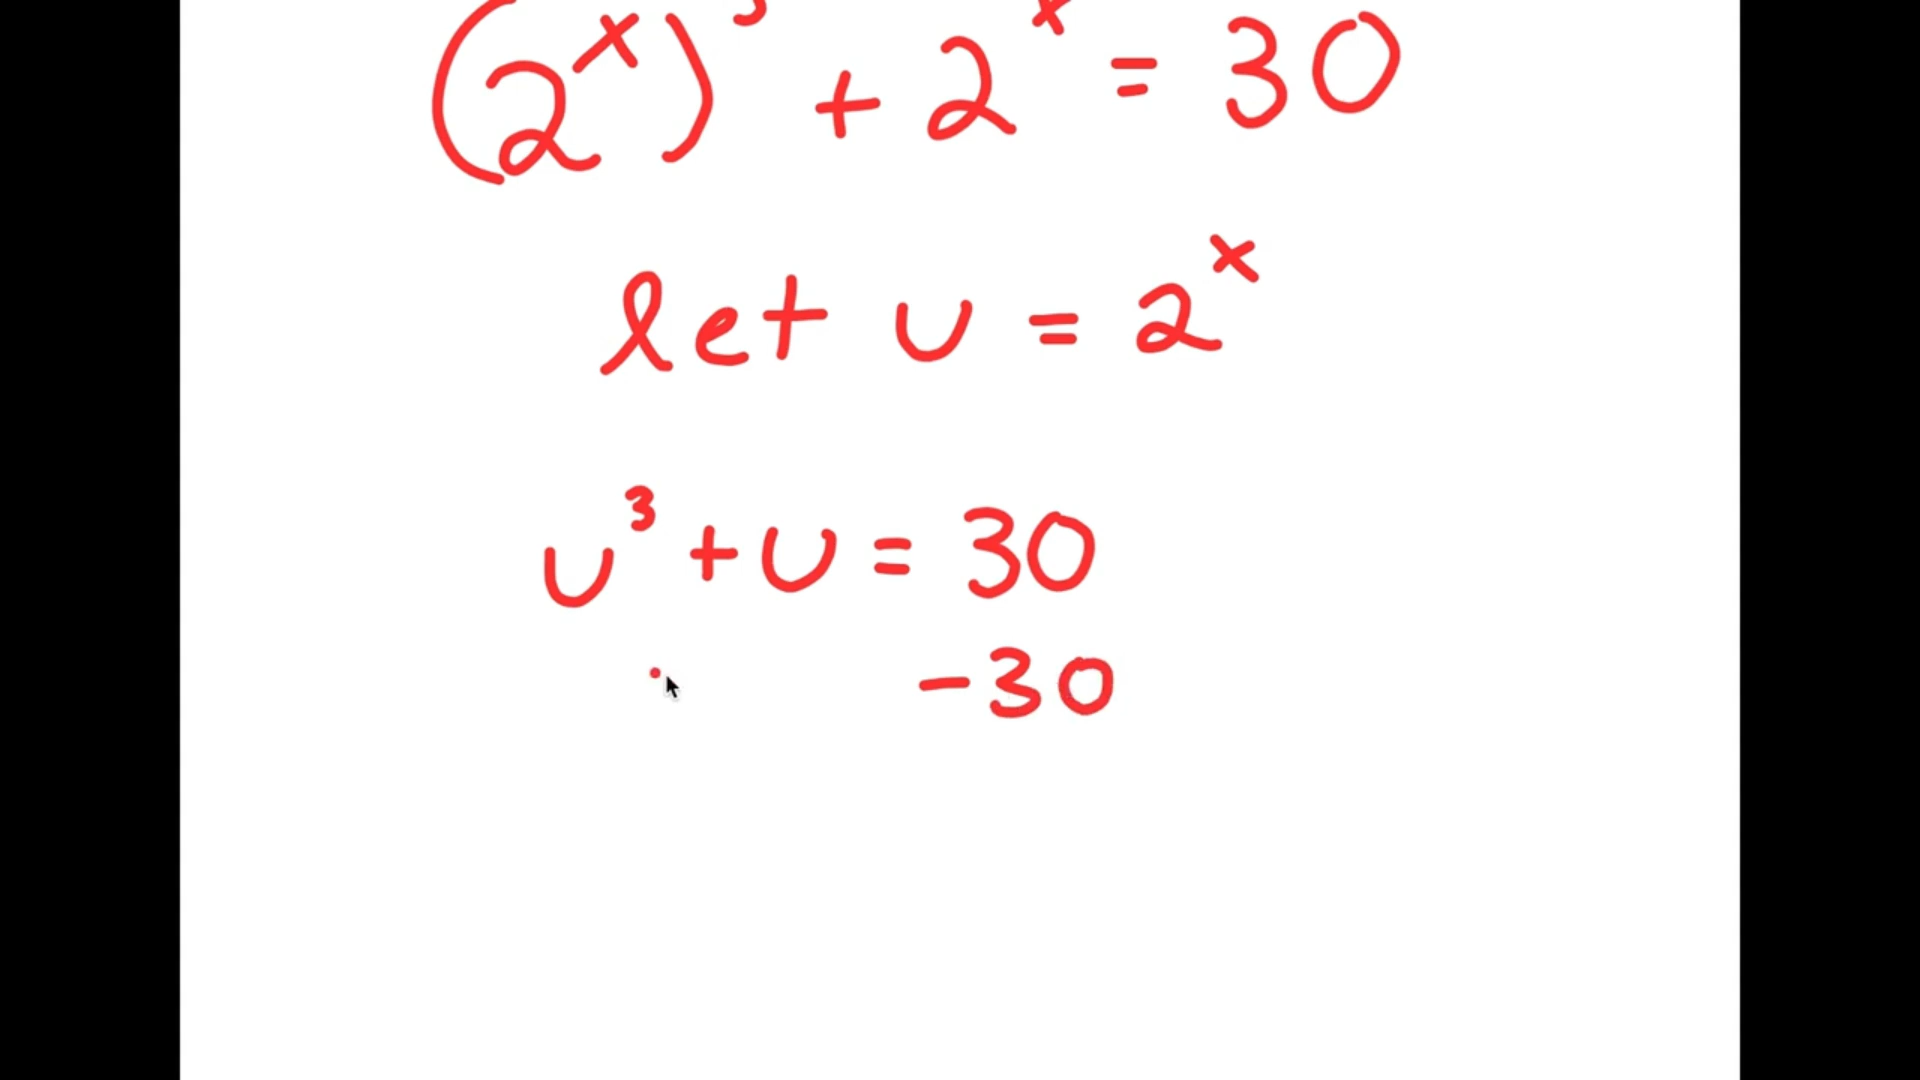 (2^x)^3 + 2^x = 30
let u = 2^x
u^3 + u = 30
-30